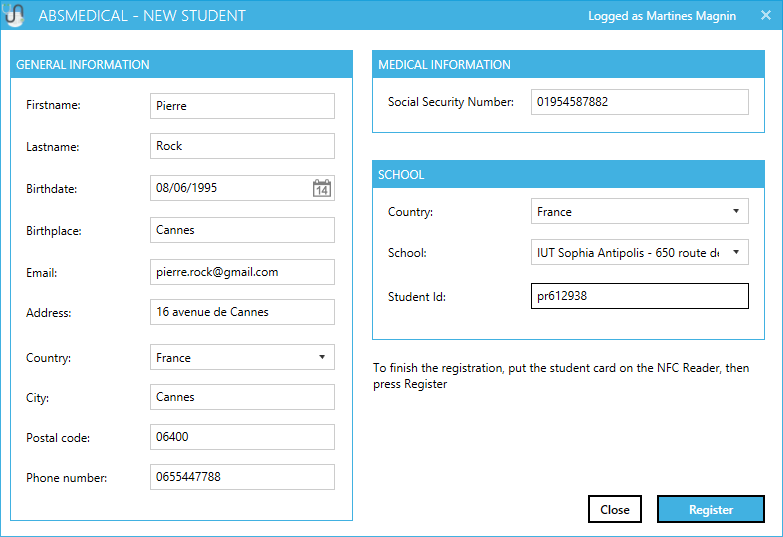 ABSMEDICAL - NEW STUDENT
Logged as Martines Magnin
GENERAL INFORMATION
Firstname: Pierre
Lastname: Rock
Birthdate: 08/06/1995 14
Birthplace: Cannes
Email: pierre.rock@gmail.com
Address: 16 avenue de Cannes
Country: France
City: Cannes
Postal code: 06400
Phone number: 0655447788
MEDICAL INFORMATION
Social Security Number: 01954587882
SCHOOL
Country: France
School: IUT Sophia Antipolis - 650 route de
Student Id: pr612938
To finish the registration, put the student card on the NFC Reader, then
press Register
Close
Register